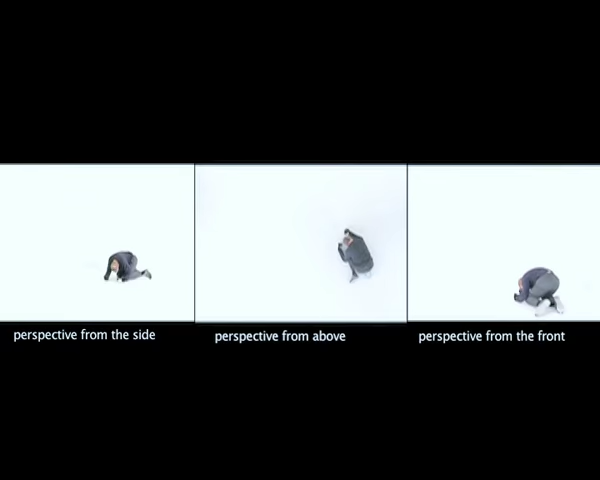 perspective from the side
perspective from above
perspective from the front